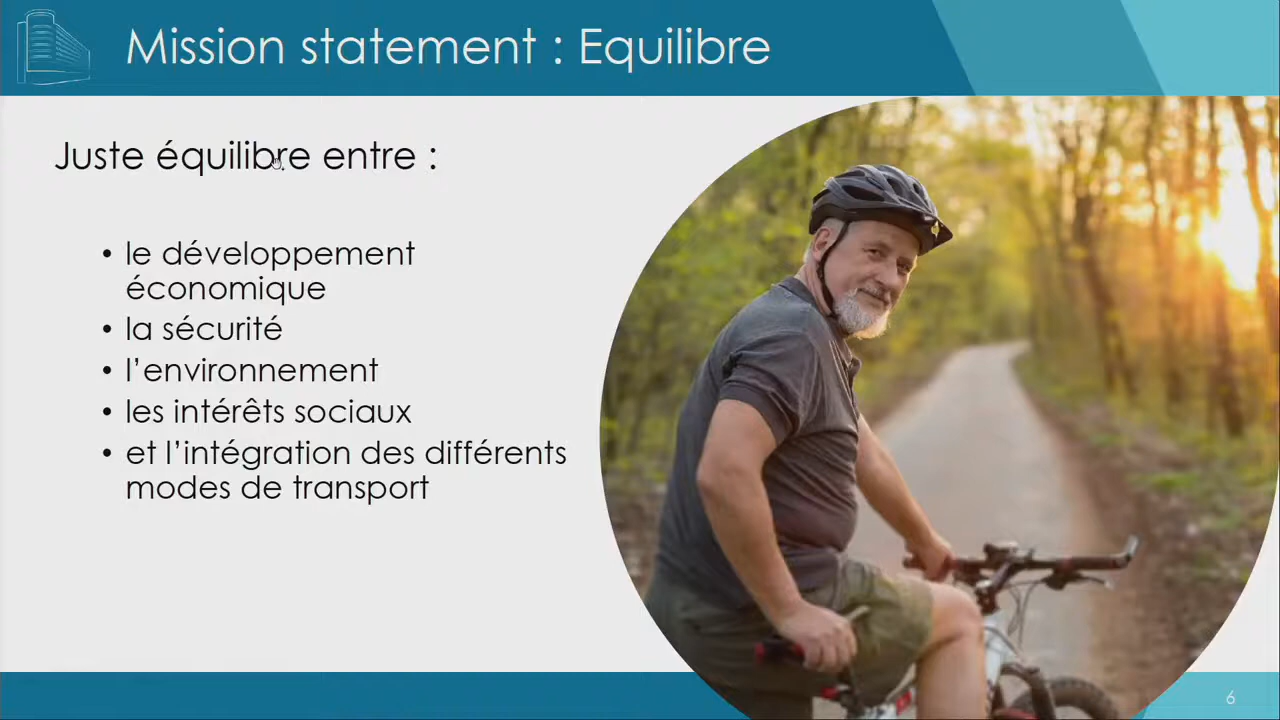 Mission statement : Equilibre
Juste équilibre entre :
• le développement
économique
• la sécurité
• l’environnement
• les intérêts sociaux
• et l’intégration des différents
modes de transport
6